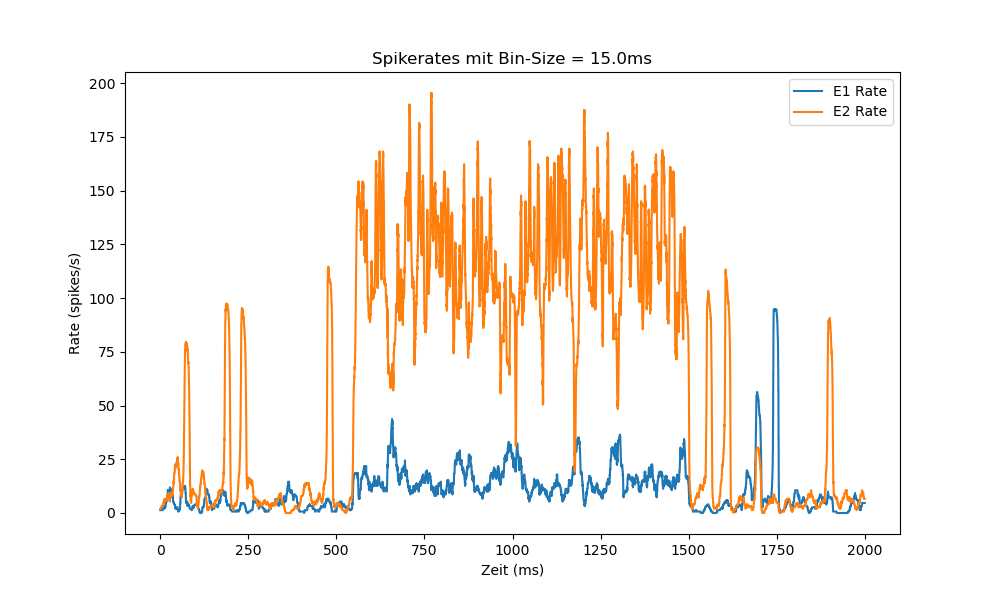 Spikerates mit Bin-Size = 15.0ms
E1 Rate
E2 Rate
Rate (spikes/s)
200
175
150
125
100
75
50
25
0
0 250 500 750 1000 1250 1500 1750 2000
Zeit (ms)